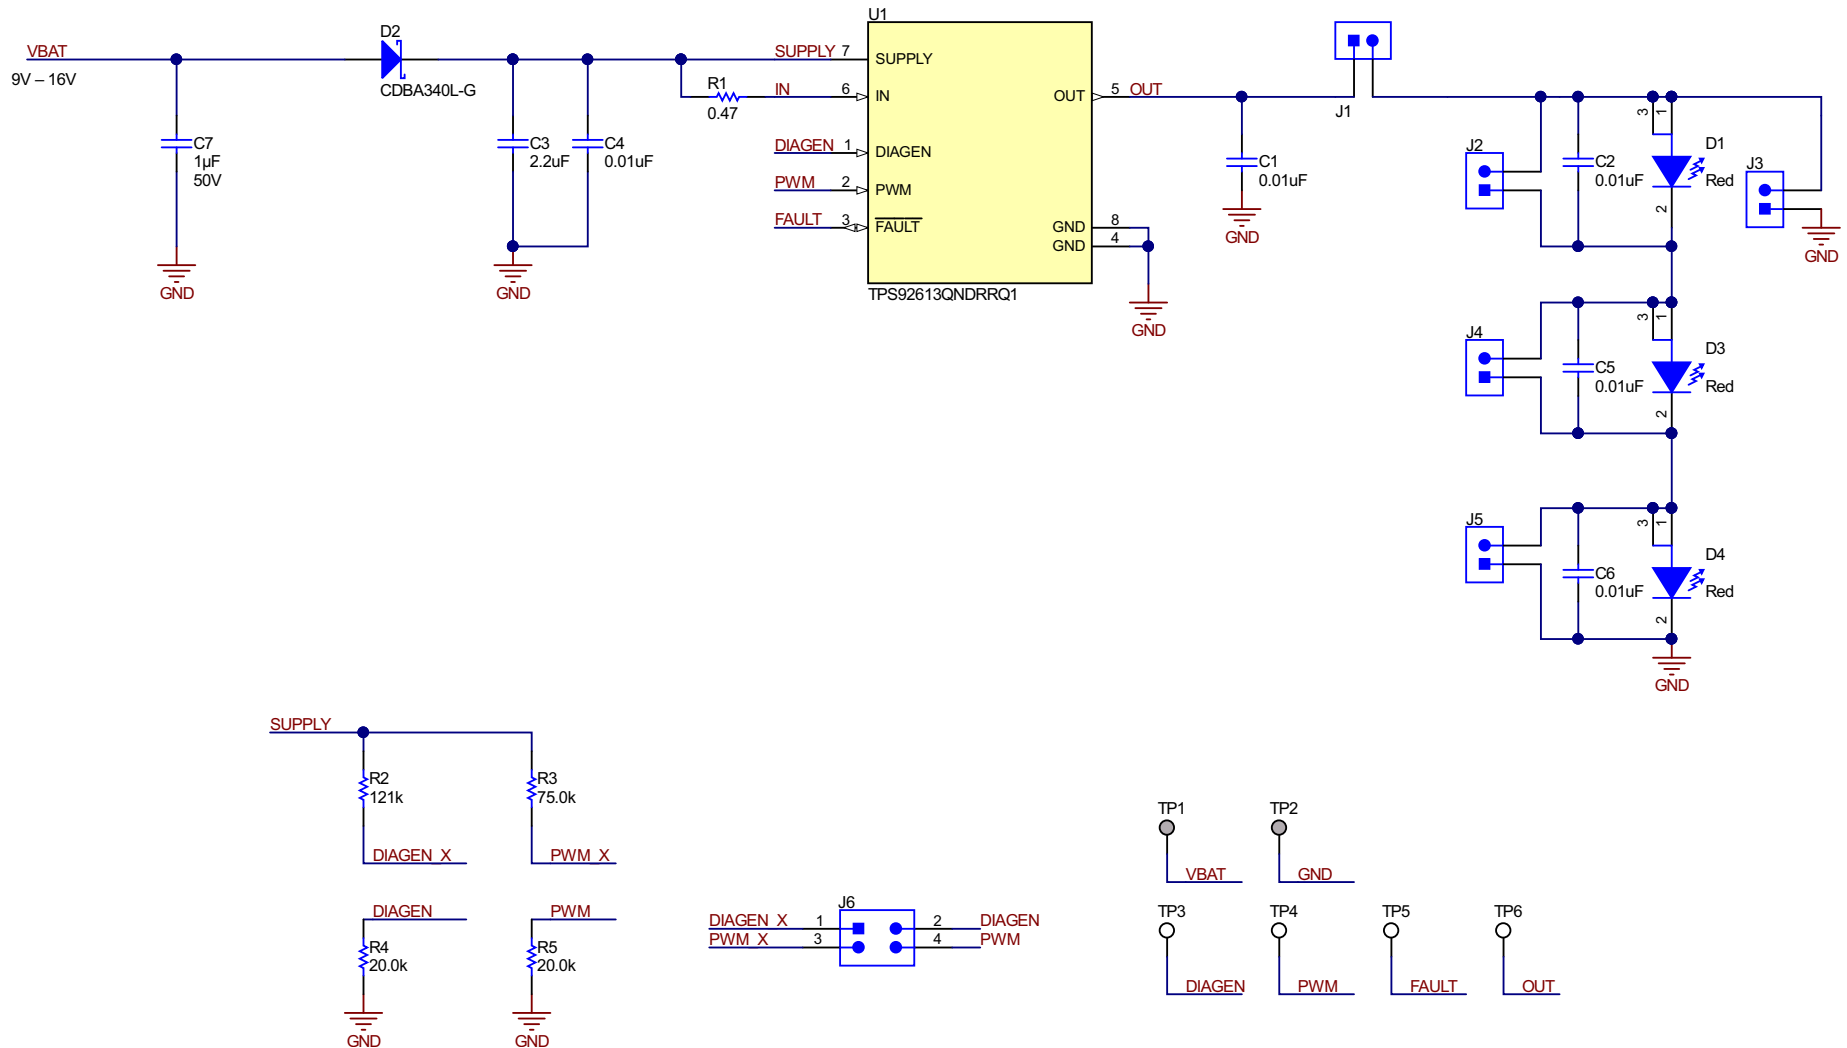 VBAT
9V – 16V
C7
1µF
50V
GND
D2
CDBA340L-G
C3
2.2uF
C4
0.01uF
GND
R1
0.47
SUPPLY 7
IN 6
DIAGEN 1
PWM 2
FAULT 3
U1
SUPPLY
IN
DIAGEN
PWM
FAULT
OUT
GND
GND
TPS92613QNDRRQ1
5 OUT
8
4
GND
C1
0.01uF
GND
J1
J2
C2
0.01uF
3
1
2
D1
Red
J3
GND
J4
C5
0.01uF
3
1
2
D3
Red
J5
C6
0.01uF
3
1
2
D4
Red
GND
SUPPLY
R2
121k
DIAGEN_X
R3
75.0k
PWM_X
DIAGEN
R4
20.0k
GND
PWM
R5
20.0k
GND
J6
DIAGEN_X 1
PWM_X 3
2 DIAGEN
4 PWM
TP1
VBAT
TP2
GND
TP3
DIAGEN
TP4
PWM
TP5
FAULT
TP6
OUT